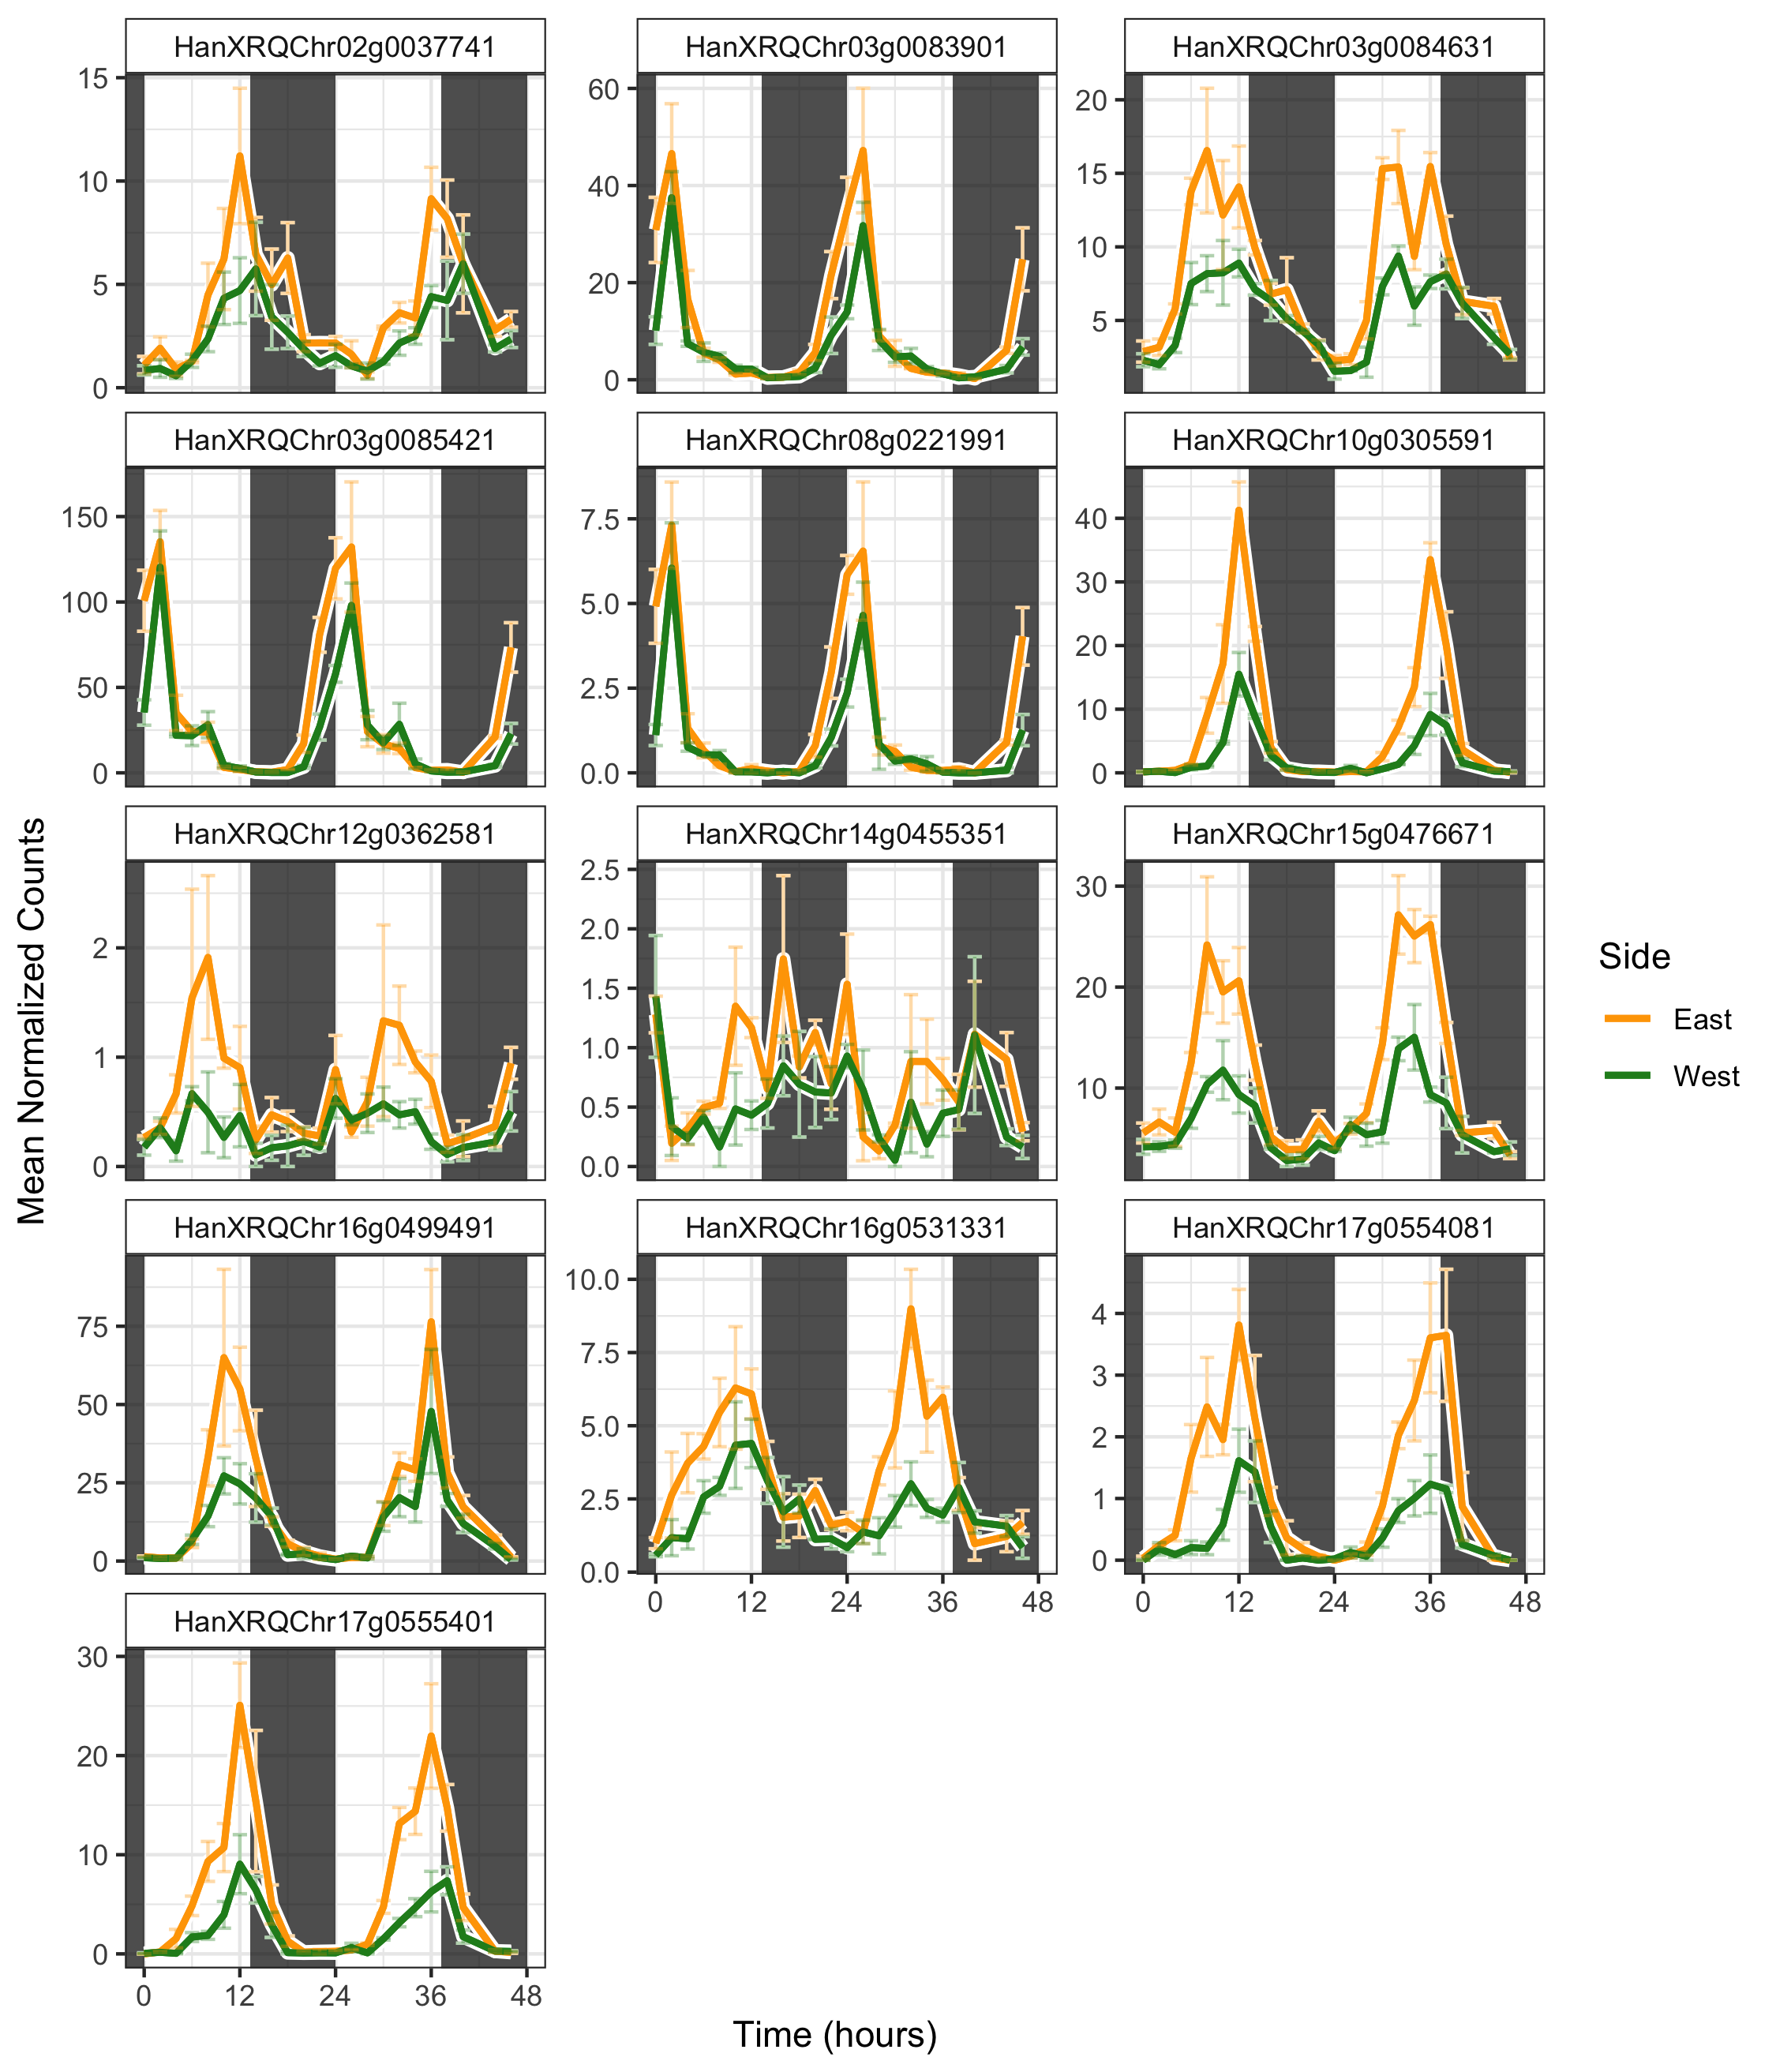 HanXRQChr02g0037741
HanXRQChr03g0083901
HanXRQChr03g0084631
15
10
5
0
60
40
20
0
20
15
10
5
HanXRQChr03g0085421
HanXRQChr08g0221991
HanXRQChr10g0305591
150
100
50
0
7.5
5.0
2.5
0.0
40
30
20
10
0
HanXRQChr12g0362581
HanXRQChr14g0455351
HanXRQChr15g0476671
2
1
0
2.5
2.0
1.5
1.0
0.5
0.0
30
20
10
HanXRQChr16g0499491
HanXRQChr16g0531331
HanXRQChr17g0554081
75
50
25
0
10.0
7.5
5.0
2.5
0.0
4
3
2
1
0
0 12 24 36 48
0 12 24 36 48
HanXRQChr17g0555401
30
20
10
0
0 12 24 36 48
Time (hours)
Mean Normalized Counts
Side
East
West